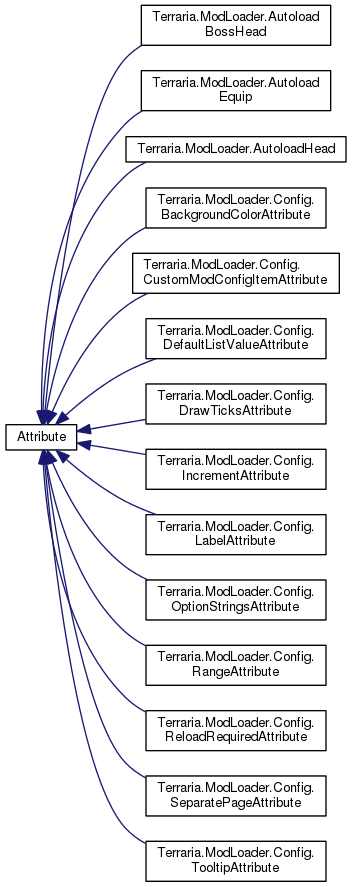 Terraria.ModLoader.Autoload
BossHead
Terraria.ModLoader.Autoload
Equip
Terraria.ModLoader.AutoloadHead
Terraria.ModLoader.Config.
BackgroundColorAttribute
Terraria.ModLoader.Config.
CustomModConfigItemAttribute
Terraria.ModLoader.Config.
DefaultListValueAttribute
Terraria.ModLoader.Config.
DrawTicksAttribute
Attribute
Terraria.ModLoader.Config.
IncrementAttribute
Terraria.ModLoader.Config.
LabelAttribute
Terraria.ModLoader.Config.
OptionStringsAttribute
Terraria.ModLoader.Config.
RangeAttribute
Terraria.ModLoader.Config.
ReloadRequiredAttribute
Terraria.ModLoader.Config.
SeparatePageAttribute
Terraria.ModLoader.Config.
TooltipAttribute